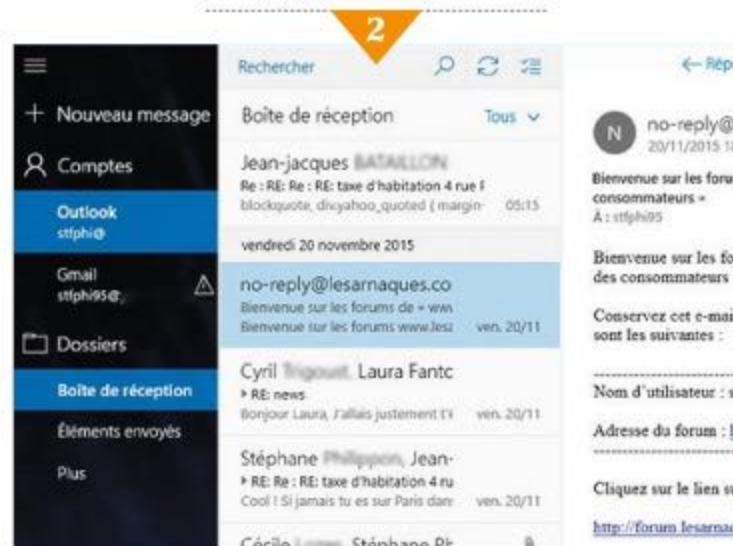 2
Nouveau message
Comptes
Outlook
stfphi@
Gmail
stfphi95@
Dossiers
Boîte de réception
Éléments envoyés
Plus
Rechercher
Boîte de réception Tous
Jean-jacques
Re : RE: Re : RE: taxe d'habitation 4 rue
blockquote, div.yahoo_quoted { margin- 05:15
vendredi 20 novembre 2015
no-reply@lesarnaques.co
Bienvenue sur les forums de « www
Bienvenue sur les forums www.lesa ven. 20/11
Cyril Laura Fantc
RE: news
Bonjour Laura, J'allais justement t'é ven. 20/11
Stéphane Jean-
RE: Re : RE: taxe d'habitation 4 ru
Cool ! Si jamais tu es sur Paris dans ven. 20/11
Cécile Stéphane Ph
← Répo
N
no-reply@
20/11/2015 18
Bienvenue sur les foru
consommateurs »
À : stfphi95
Bienvenue sur les fo
des consommateurs
Conservez cet e-mai
sont les suivantes :
Nom d'utilisateur : s
Adresse du forum : h
Cliquez sur le lien su
http://forum.lesarnaq